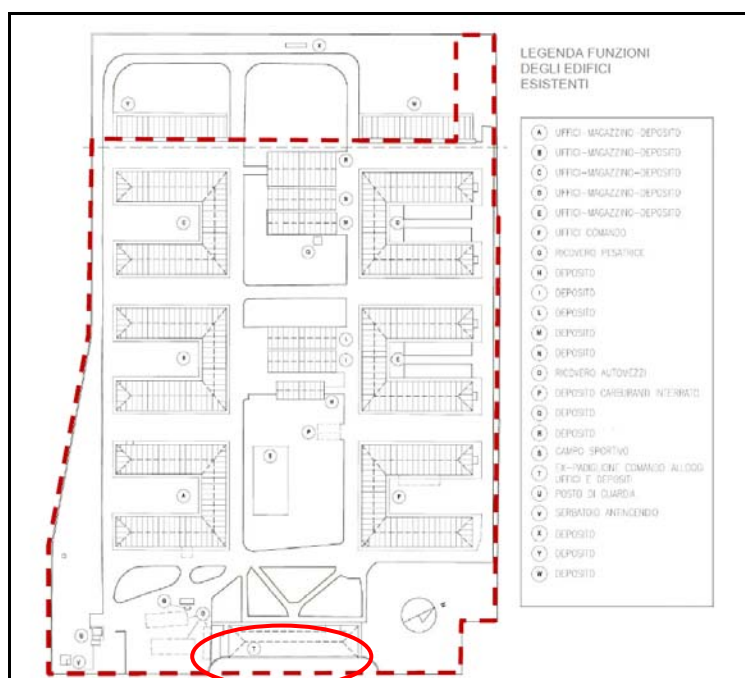 LEGENDA FUNZIONI
DEGLI EDIFICI
ESISTENTI
A UFFICI-MAGAZZINO-DEPOSITO
B UFFICI-MAGAZZINO-DEPOSITO
C UFFICI-MAGAZZINO-DEPOSITO
D UFFICI-MAGAZZINO-DEPOSITO
E UFFICI-MAGAZZINO-DEPOSITO
F UFFICI COMANDO
G RICOVERO PESATRICE
H DEPOSITO
I DEPOSITO
L DEPOSITO
M DEPOSITO
N DEPOSITO
O RICOVERO AUTOMEZZI
P DEPOSITO CARBURANTI INTERRATO
Q DEPOSITO
R DEPOSITO
S CAMPO SPORTIVO
T EX-PADIGLIONE COMANDO ALLOGGI
UFFICI E DEPOSITI
U POSTO DI GUARDIA
V SERBATOIO ANTINCENDIO
X DEPOSITO
Y DEPOSITO
W DEPOSITO
X
Y
W
R
N
M
C
D
I
H
P
A
F
T
V